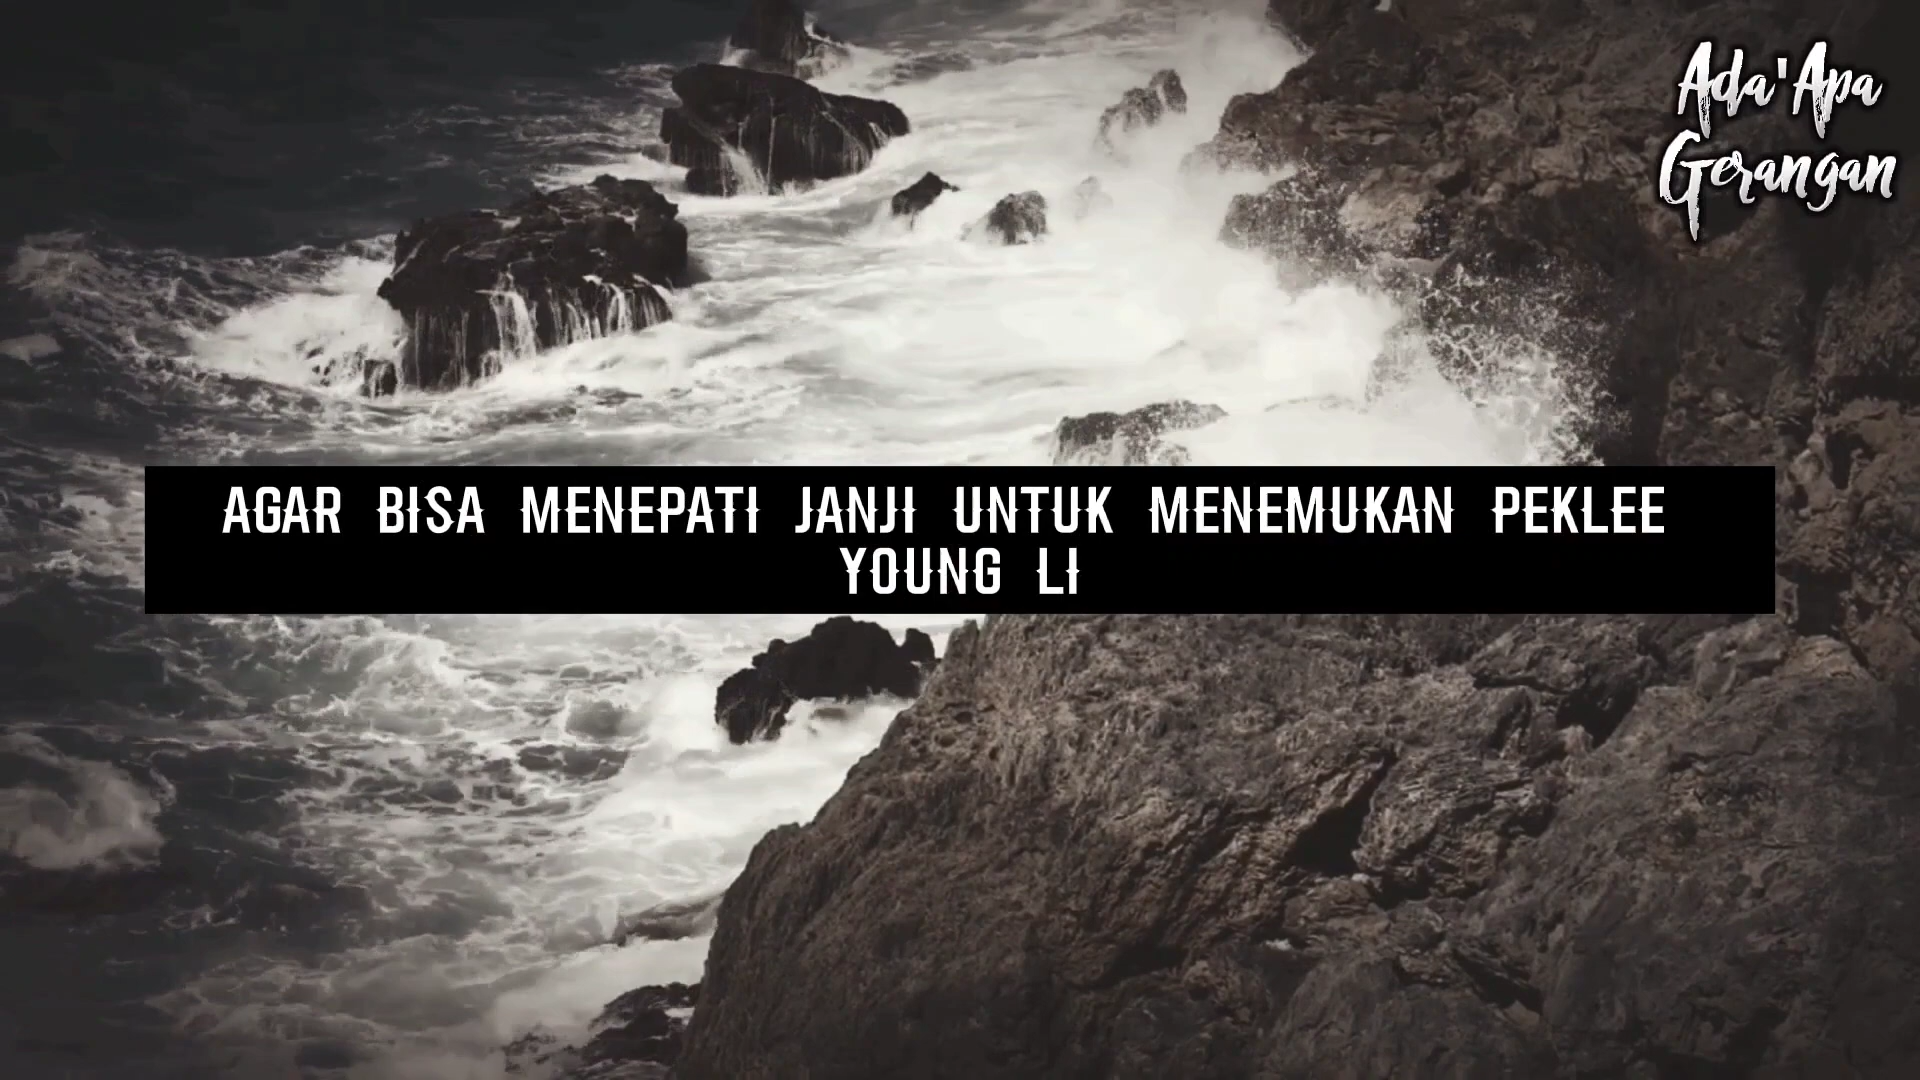 Ada'Apa
Gerangan
AGAR BISA MENEPATI JANJI UNTUK MENEMUKAN PEKLEE
YOUNG LI